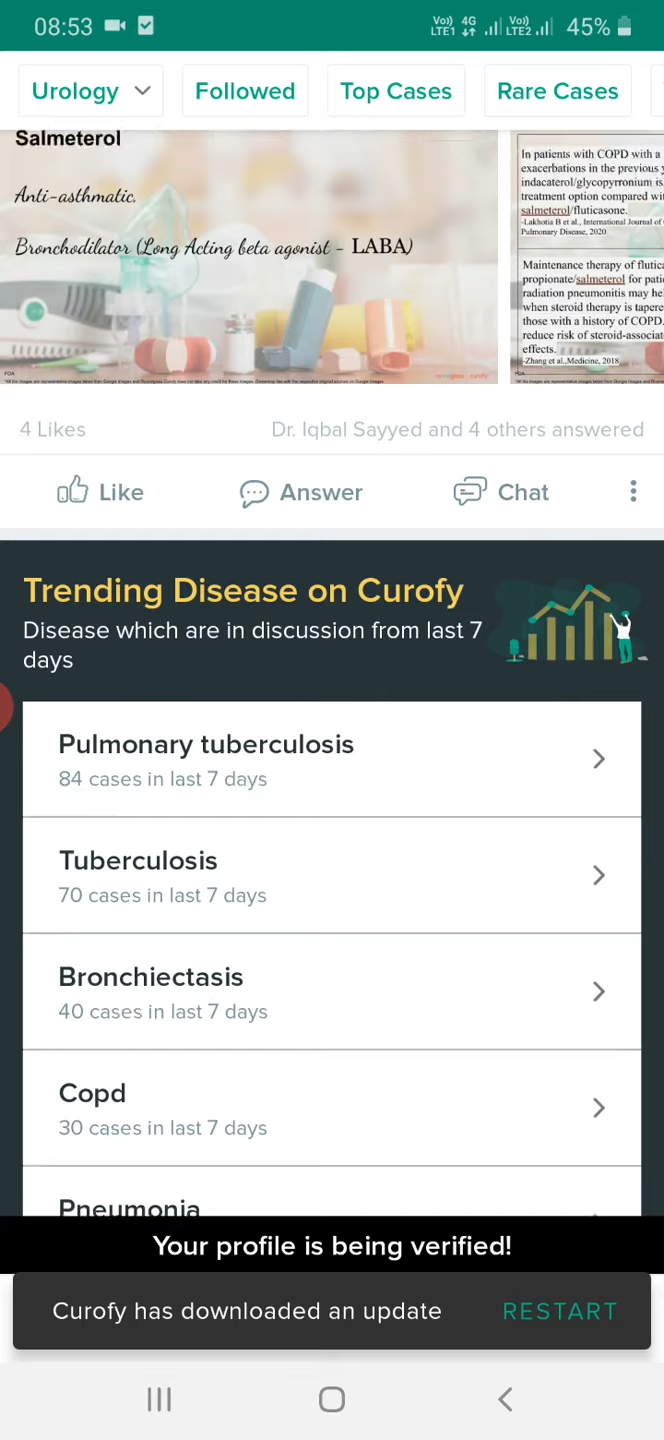 08:53
Vo) 4G Vo)
LTE1 LTE2 45%
Urology Followed Top Cases Rare Cases
Salmeterol
Anti-asthmatic.
Bronchodilator (Long Acting beta agonist - LABA)
In patients with COPD with a
exacerbations in the previous y
indacaterol/glycopyrronium is
treatment option compared wi
salmeterol/fluticasone.
-Lakhotia B et al., International Journal of
Pulmonary Disease, 2020
Maintenance therapy of flutica
propionate/salmeterol for patie
radiation pneumonitis may he
when steroid therapy is tapere
those with a history of COPD.
reduce risk of steroid-associat
effects.
-Zhang et al.,Medicine, 2018.
4 Likes
Dr. Iqbal Sayyed and 4 others answered
Like Answer Chat
Trending Disease on Curofy
Disease which are in discussion from last 7
days
Pulmonary tuberculosis
84 cases in last 7 days
Tuberculosis
70 cases in last 7 days
Bronchiectasis
40 cases in last 7 days
Copd
30 cases in last 7 days
Pneumonia
Your profile is being verified!
Curofy has downloaded an update RESTART